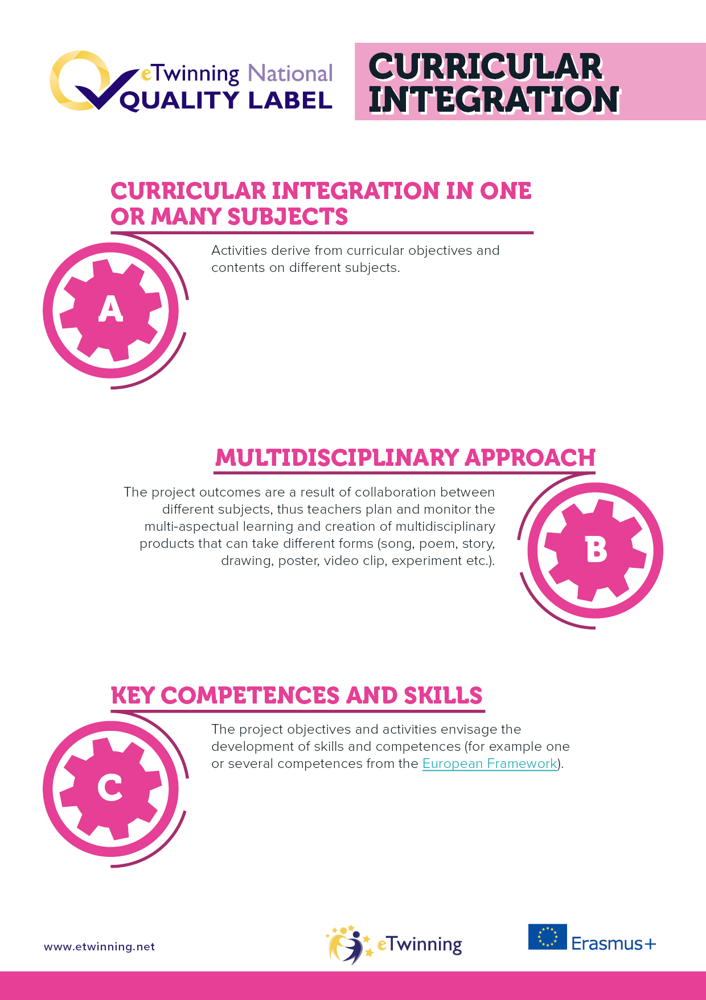 eTwinning National
QUALITY LABEL
CURRICULAR
INTEGRATION
CURRICULAR INTEGRATION IN ONE
OR MANY SUBJECTS
Activities derive from curricular objectives and
contents on different subjects.
A
MULTIDISCIPLINARY APPROACH
The project outcomes are a result of collaboration between
different subjects, thus teachers plan and monitor the
multi-aspectual learning and creation of multidisciplinary
products that can take different forms (song, poem, story,
drawing, poster, video clip, experiment etc.).
B
KEY COMPETENCES AND SKILLS
The project objectives and activities envisage the
development of skills and competences (for example one
or several competences from the European Framework).
C
www.etwinning.net
eTwinning
Erasmus+